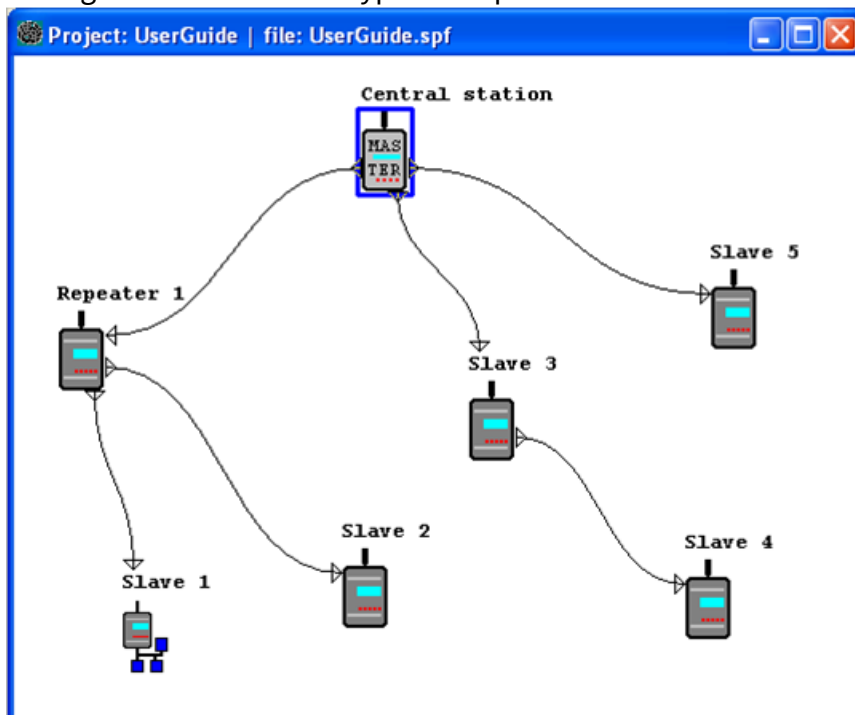 Project: UserGuide | file: UserGuide.spf
Central station
MAS
TER
Slave 5
Repeater 1
Slave 3
Slave 2
Slave 4
Slave 1